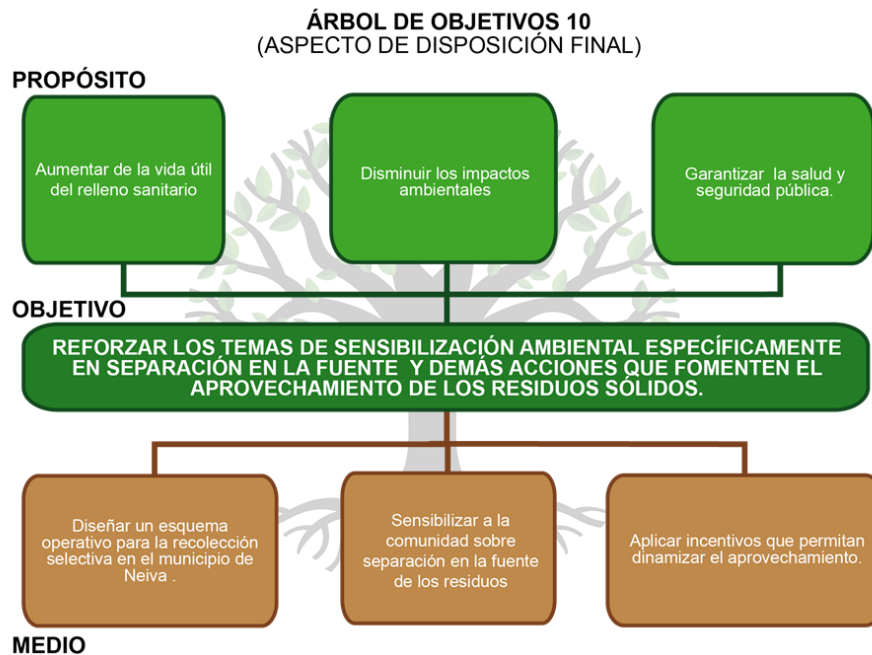 ÁRBOL DE OBJETIVOS 10
(ASPECTO DE DISPOSICIÓN FINAL)
PROPÓSITO
Aumentar de la vida útil
del relleno sanitario
Disminuir los impactos
ambientales
Garantizar la salud y
seguridad pública.
OBJETIVO
REFORZAR LOS TEMAS DE SENSIBILIZACIÓN AMBIENTAL ESPECÍFICAMENTE
EN SEPARACIÓN EN LA FUENTE Y DEMÁS ACCIONES QUE FOMENTEN EL
APROVECHAMIENTO DE LOS RESIDUOS SÓLIDOS.
Diseñar un esquema
operativo para la recolección
selectiva en el municipio de
Neiva .
Sensibilizar a la
comunidad sobre
separación en la fuente
de los residuos
Aplicar incentivos que permitan
dinamizar el aprovechamiento.
MEDIO